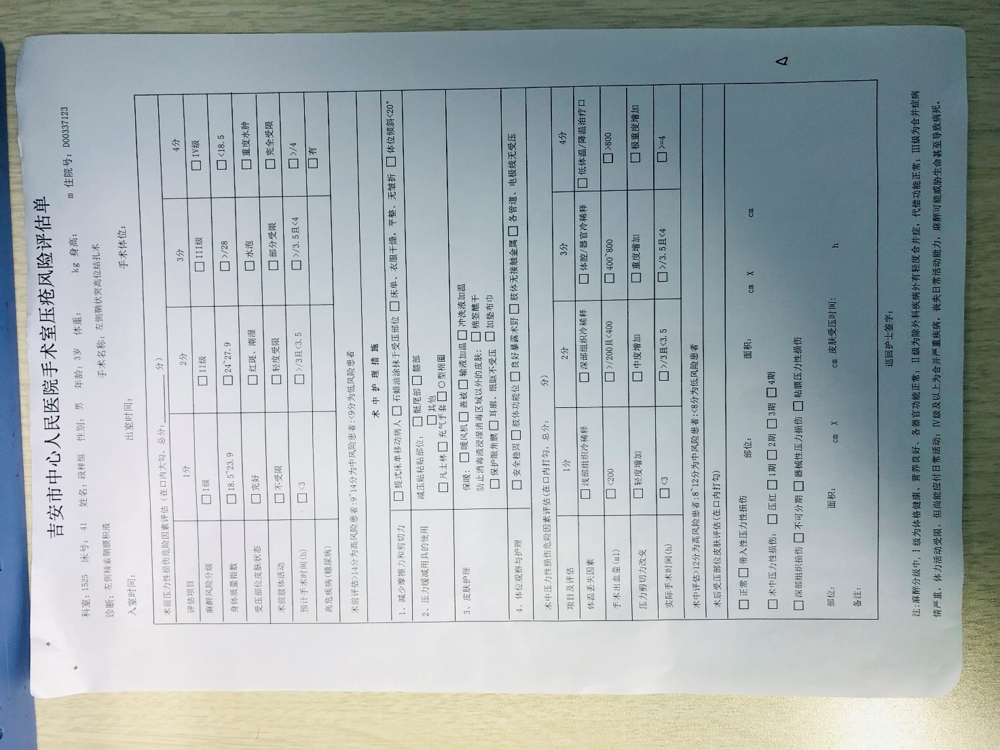 吉安市中心人民医院手术室压疮风险评估单
科室: 1525 床号: 41 姓名: 段梓恒 性别: 男 年龄: 3岁 体重: kg 身高: m 住院号: D00337123
诊断: 左侧精索鞘膜积液 手术名称: 左侧鞘状突高位结扎术
入室时间: 出室时间: 手术体位:
术前压力性损伤危险因素评估 (在口内大勾, 总分: ______ 分)
评估项目 1分 2分 3分 4分
麻醉风险分级 □ I级 □ II级 □ III级 □ IV级
身体质量指数 □ 18.5~23.9 □ 24~27.9 □ >/28 □ <18.5
受压部位皮肤状态 □ 完好 □ 红斑、潮湿 □ 水泡 □ 重度水肿
术前肢体活动 □ 不受限 □ 轻度受限 □ 部分受限 □ 完全受限
预计手术时间(h) □ <3 □ >/3且<3.5 □ >/3.5且<4 □ >/4
高危疾病(糖尿病) □ 有
术前评估>14分为高风险患者:9~14分为中风险患者:<9分为低风险患者
术中护理措施
1、减少摩擦力和剪切力 □ 提式床单移动病人 □ 石蜡油涂抹于受压部位 □ 床单、衣服干燥, 平整、无皱折 □ 体位倾斜<20°
2、压力缓减用具的使用 减压贴粘贴部位: □ 骶尾部 □ 髂部
□ 其他
□ 凡士林 □ 充气手套 □ O型棉圈
3、皮肤护理 保暖: □ 暖风机 □ 盖被 □ 输液加温 □ 冲洗液加温
防止消毒液浸湿消毒区域以外的皮肤: □ 棉签醮干
□ 保护眼角膜 □ 耳廓、眼眶不受压 □ 加垫布巾
4、体位观察与护理 □ 安全稳固 □ 肢体功能位 □ 良好暴露术野 □ 肢体无接触金属 □ 各管道、电极线无受压
术中压力性损伤危险因素评估(在口内打勾, 总分: 分)
项目及评估 1分 2分 3分 4分
体温丢失因素 □ 浅部组织冷稀释 □ 深部组织冷稀释 □ 体腔/器官冷稀释 □ 低体温/降温治疗口
手术出血量(ml) □ <200 □ >/200且<400 □ 400~800 □ >800
压力剪切力改变 □ 轻度增加 □ 中度增加 □ 重度增加 □ 极重度增加
实际手术时间(h) □ <3 □ >/3且<3.5 □ >/3.5且<4 □ >=4
术中评估>12分为高风险患者:8~12分为中风险患者:<8分为低风险患者
术后受压部位皮肤评估(在口内打勾)
□ 正常 □ 带入性压力性损伤 部位: 面积: cm X cm
□ 术中压力性损伤: □ 压红 □ 1期 □ 2期 □ 3期 □ 4期
□ 深部组织损伤 □ 不可分期 □ 器械性压力损伤 □ 粘膜压力性损伤
部位: 面积: cm X cm 皮肤受压时间: h
备注:
巡回护士签字:
注:麻醉分级中, I级为体格健康、营养良好、各器官功能正常; II级为除外科疾病外有轻度合并症, 代偿功能正常; III级为合并症病
情严重, 体力活动受限, 但尚能应付日常活动; IV级及以上为合并严重疾病, 丧失日常活动能力, 麻醉可能威胁生命甚至导致病死。